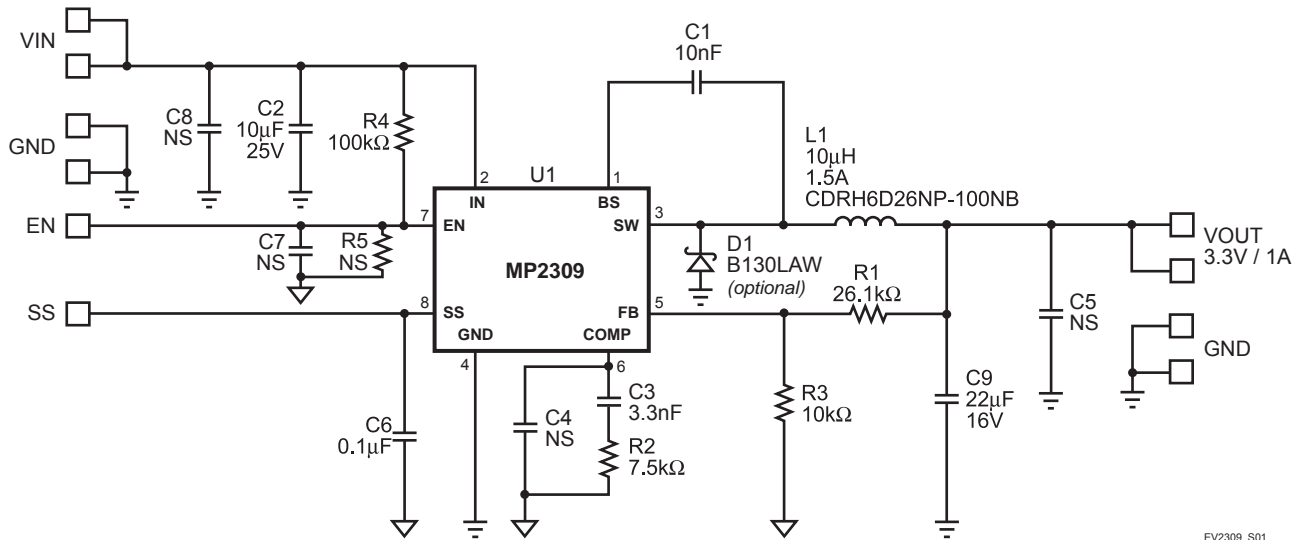 VIN
GND
EN
SS
C8
NS
C2
10µF
25V
R4
100kΩ
C7
NS
R5
NS
C6
0.1µF
C1
10nF
U1
2
IN
1
BS
7
EN
3
SW
MP2309
8
SS
5
FB
GND
COMP
4
6
C4
NS
C3
3.3nF
R2
7.5kΩ
L1
10µH
1.5A
CDRH6D26NP-100NB
D1
B130LAW
(optional)
R1
26.1kΩ
R3
10kΩ
C9
22µF
16V
C5
NS
VOUT
3.3V / 1A
GND
EV2309_S01